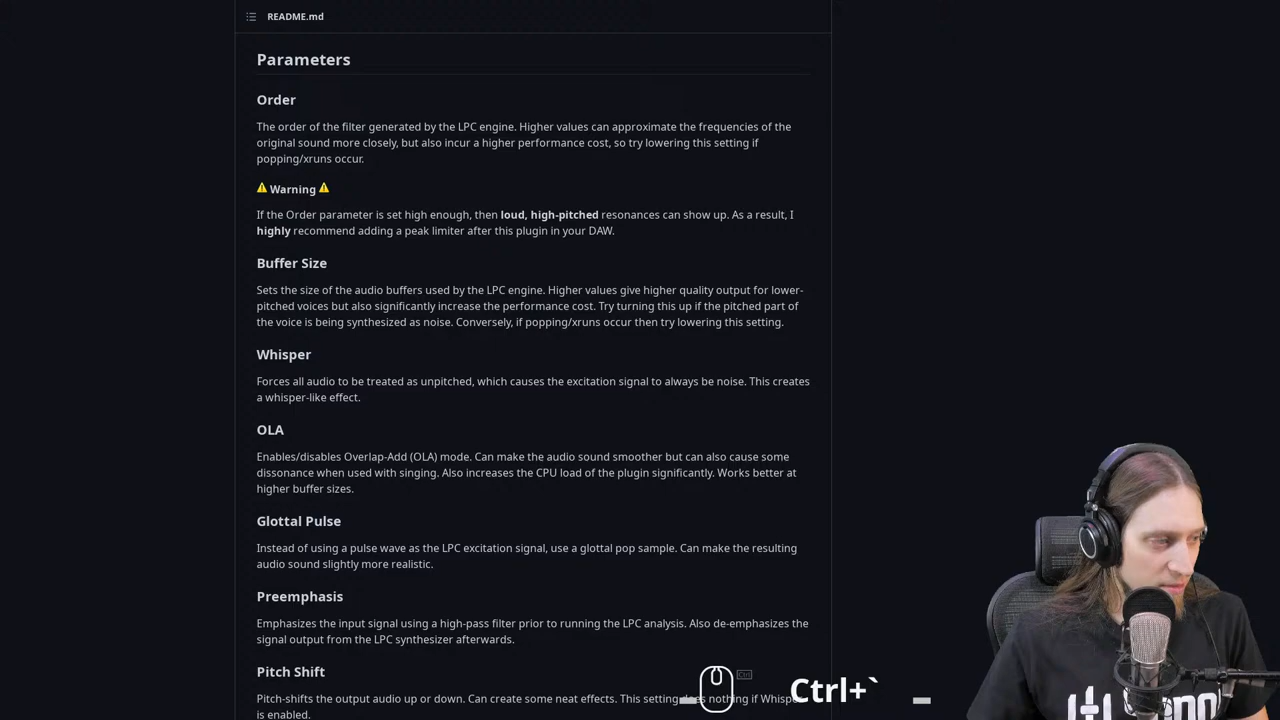 README.md
Parameters
Order
The order of the filter generated by the LPC engine. Higher values can approximate the frequencies of the
original sound more closely, but also incur a higher performance cost, so try lowering this setting if
popping/xruns occur.
⚠️ Warning ⚠️
If the Order parameter is set high enough, then loud, high-pitched resonances can show up. As a result, I
highly recommend adding a peak limiter after this plugin in your DAW.
Buffer Size
Sets the size of the audio buffers used by the LPC engine. Higher values give higher quality output for lower-
pitched voices but also significantly increase the performance cost. Try turning this up if the pitched part of
the voice is being synthesized as noise. Conversely, if popping/xruns occur then try lowering this setting.
Whisper
Forces all audio to be treated as unpitched, which causes the excitation signal to always be noise. This creates
a whisper-like effect.
OLA
Enables/disables Overlap-Add (OLA) mode. Can make the audio sound smoother but can also cause some
dissonance when used with singing. Also increases the CPU load of the plugin significantly. Works better at
higher buffer sizes.
Glottal Pulse
Instead of using a pulse wave as the LPC excitation signal, use a glottal pop sample. Can make the resulting
audio sound slightly more realistic.
Preemphasis
Emphasizes the input signal using a high-pass filter prior to running the LPC analysis. Also de-emphasizes the
signal output from the LPC synthesizer afterwards.
Pitch Shift
Pitch-shifts the output audio up or down. Can create some neat effects. This setting does nothing if Whisper
is enabled.
Ctrl
Ctrl+`